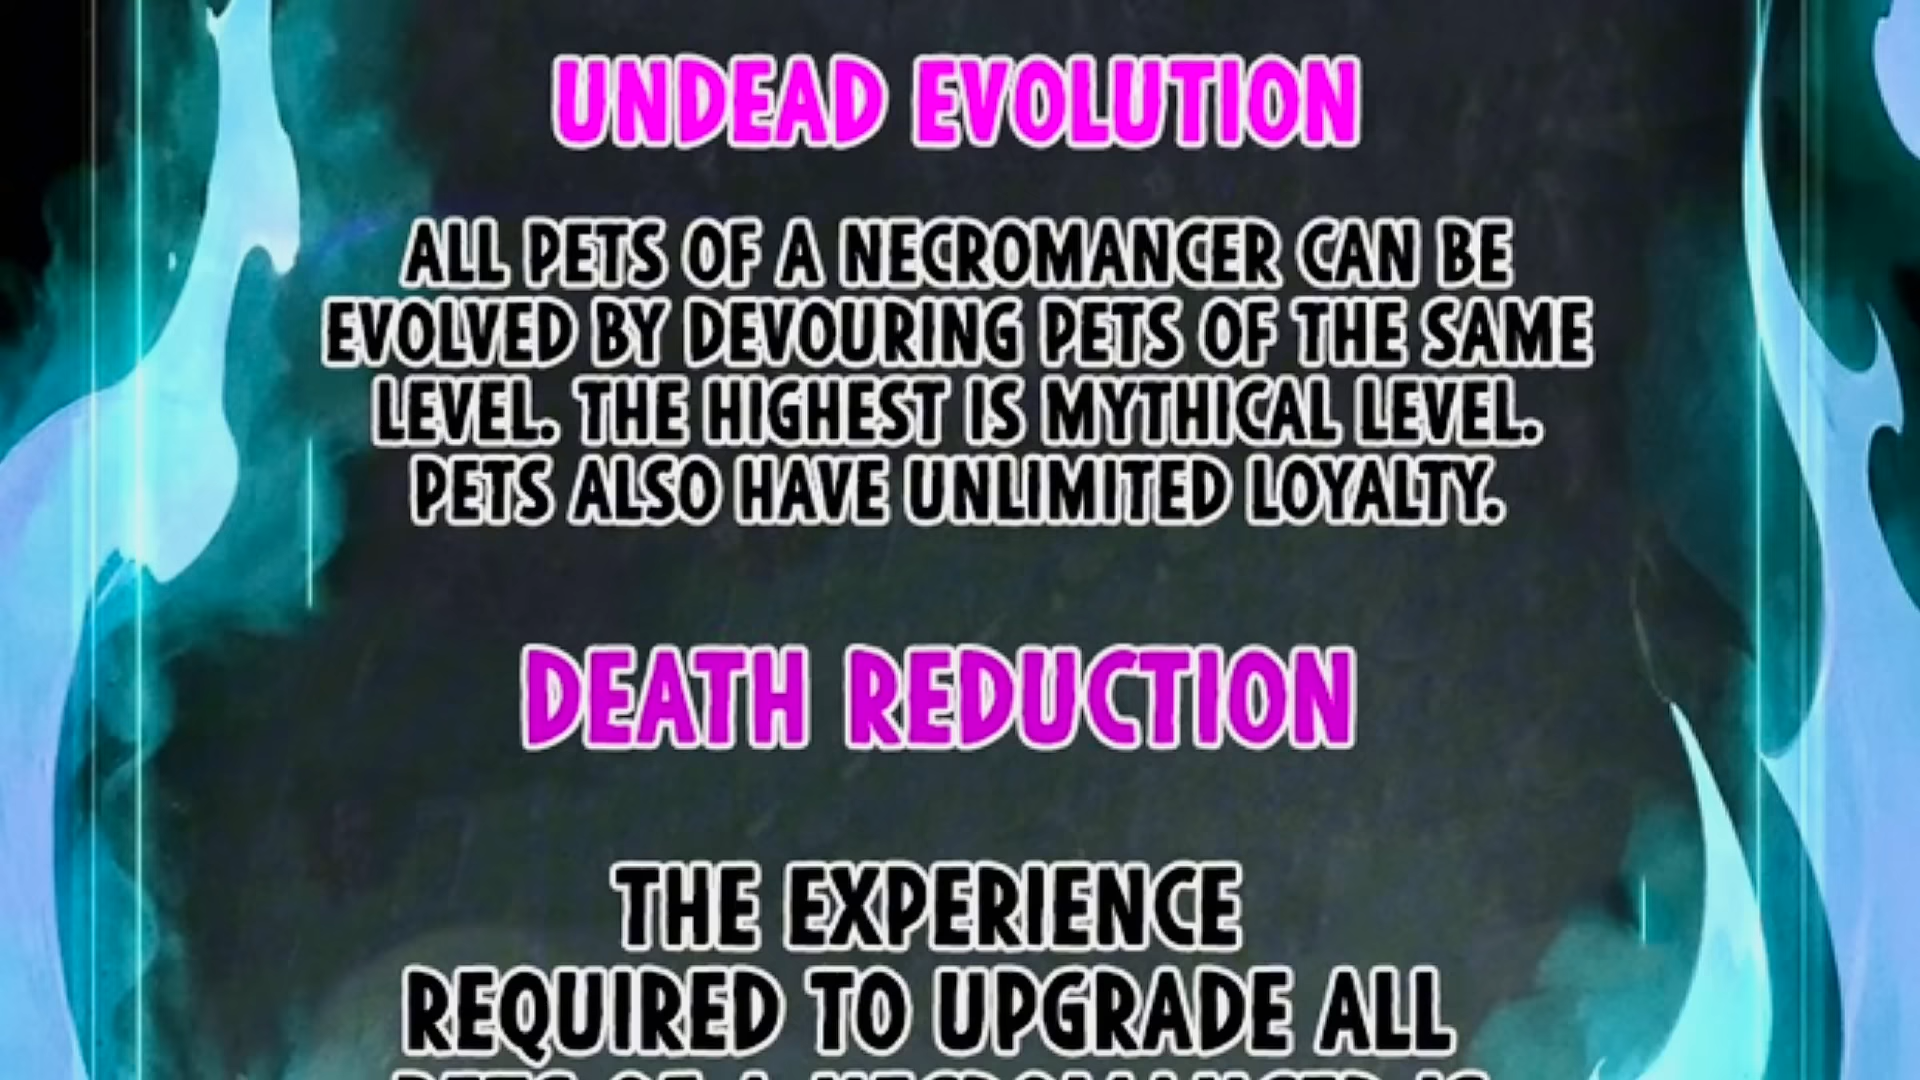 UNDEAD EVOLUTION
ALL PETS OF A NECROMANCER CAN BE
EVOLVED BY DEVOURING PETS OF THE SAME
LEVEL. THE HIGHEST IS MYTHICAL LEVEL.
PETS ALSO HAVE UNLIMITED LOYALTY.
DEATH REDUCTION
THE EXPERIENCE
REQUIRED TO UPGRADE ALL